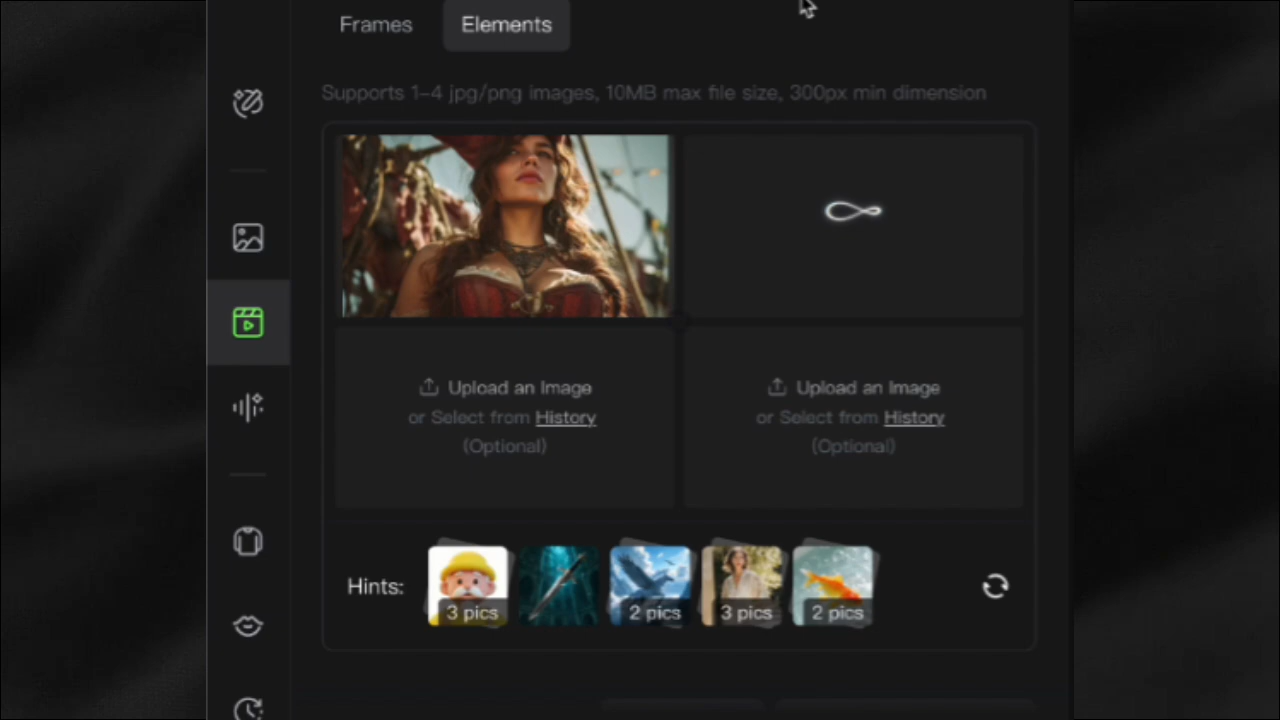 Frames
Elements
Supports 1–4 jpg/png images, 10MB max file size, 300px min dimension
Upload an Image
or Select from History
(Optional)
Upload an Image
or Select from History
(Optional)
Hints:
3 pics
2 pics
3 pics
2 pics